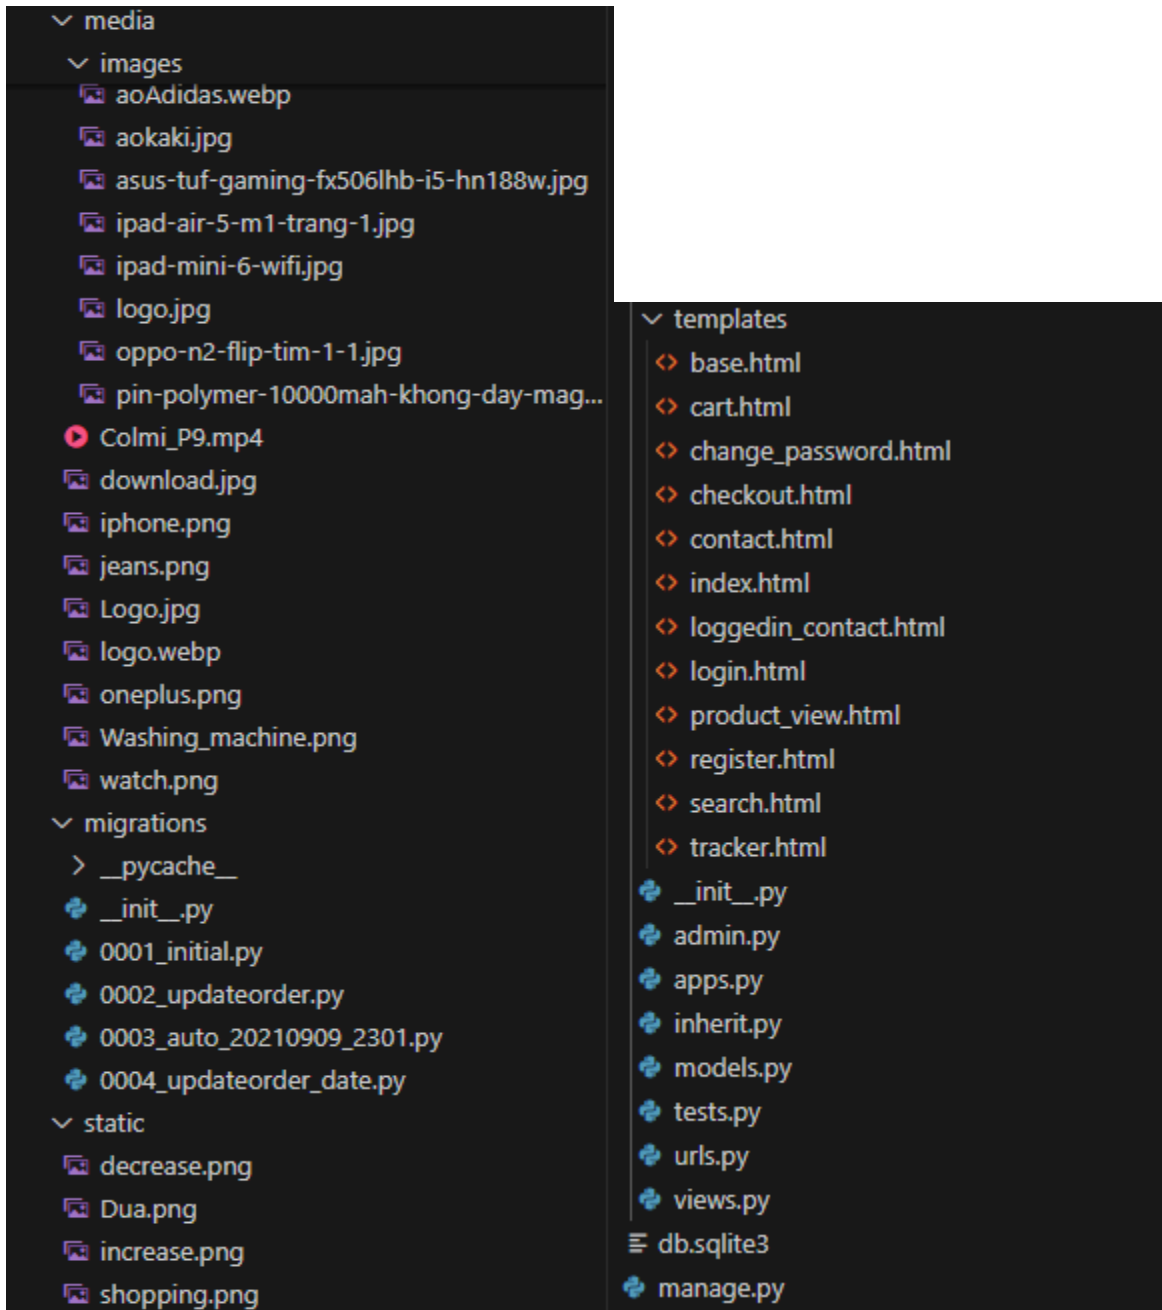 media
images
aoAdidas.webp
aokaki.jpg
asus-tuf-gaming-fx506lhb-i5-hn188w.jpg
ipad-air-5-m1-trang-1.jpg
ipad-mini-6-wifi.jpg
logo.jpg
oppo-n2-flip-tim-1-1.jpg
pin-polymer-10000mah-khong-day-mag...
Colmi_P9.mp4
download.jpg
iphone.png
jeans.png
Logo.jpg
logo.webp
oneplus.png
Washing_machine.png
watch.png
migrations
__pycache__
__init__.py
0001_initial.py
0002_updateorder.py
0003_auto_20210909_2301.py
0004_updateorder_date.py
static
decrease.png
Dua.png
increase.png
shopping.png
templates
base.html
cart.html
change_password.html
checkout.html
contact.html
index.html
loggedin_contact.html
login.html
product_view.html
register.html
search.html
tracker.html
__init__.py
admin.py
apps.py
inherit.py
models.py
tests.py
urls.py
views.py
db.sqlite3
manage.py